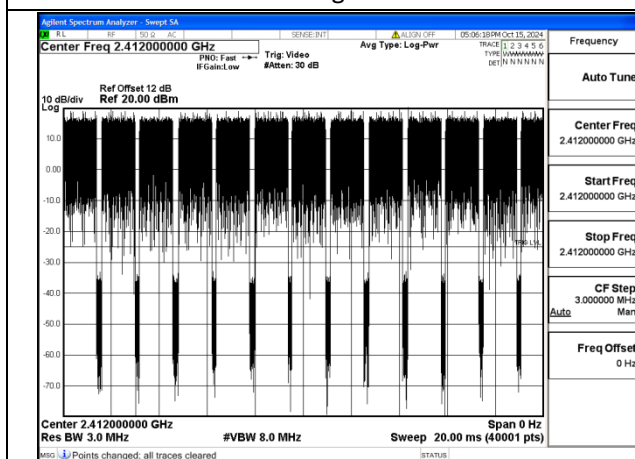 Agilent Spectrum Analyzer - Swept SA
RL RF 50 Ω AC SENSE:INT ALIGN OFF 05:06:18 PM Oct 15, 2024
Center Freq 2.412000000 GHz
PNO: Fast
IFGain:Low
Trig: Video
#Atten: 30 dB
Avg Type: Log-Pwr
TRACE 1 2 3 4 5 6
TYPE
DET N N N N N N
Ref Offset 12 dB
10 dB/div Ref 20.00 dBm
Log
10.0
0.00
-10.0
-20.0
-30.0
-40.0
-50.0
-60.0
-70.0
TRIG LVL
Center 2.412000000 GHz Span 0 Hz
Res BW 3.0 MHz #VBW 8.0 MHz Sweep 20.00 ms (40001 pts)
MSG Points changed; all traces cleared STATUS
Frequency
Auto Tune
Center Freq
2.412000000 GHz
Start Freq
2.412000000 GHz
Stop Freq
2.412000000 GHz
CF Step
3.000000 MHz
Auto Man
Freq Offset
0 Hz